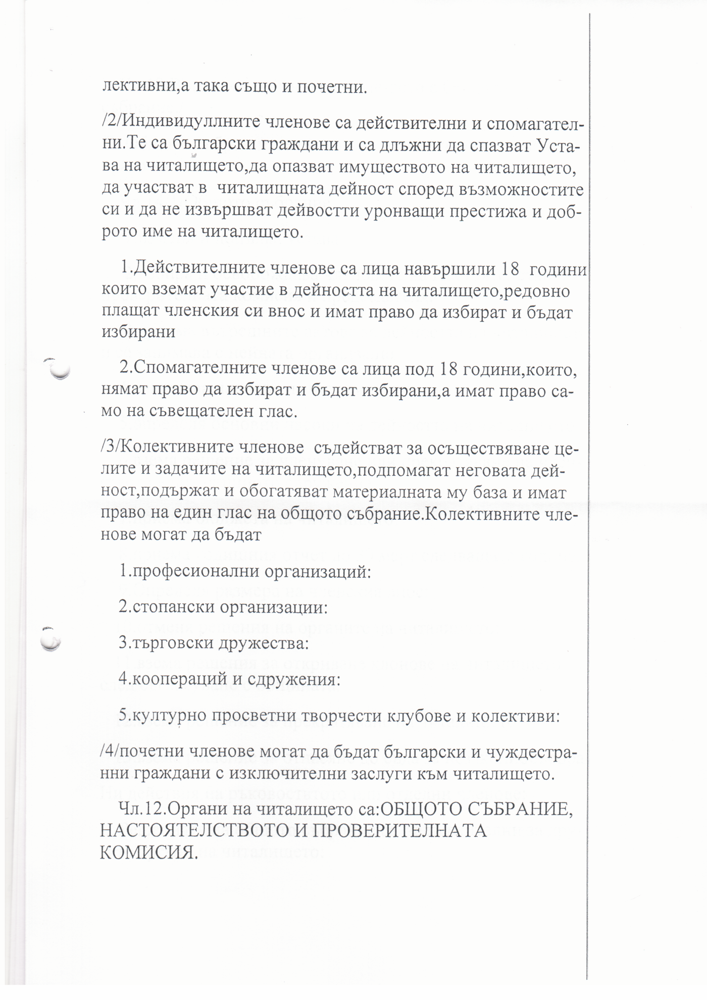 лективни,а така също и почетни.
/2/Индивидуллните членове са действителни и спомагател-
ни.Те са български граждани и са длъжни да спазват Уста-
ва на читалището,да опазват имуществото на читалището,
да участват в  читалищната дейност според възможностите
си и да не извършват дейвостти уронващи престижа и доб-
рото име на читалището.
1.Действителните членове са лица навършили 18  години
които вземат участие в дейността на читалището,редовно
плащат членския си внос и имат право да избират и бъдат
избирани
2.Спомагателните членове са лица под 18 години,които,
нямат право да избират и бъдат избирани,а имат право са-
мо на съвещателен глас.
/3/Колективните членове  съдействат за осъществяване це-
лите и задачите на читалището,подпомагат неговата дей-
ност,подържат и обогатяват материалната му база и имат
право на един глас на общото събрание.Колективните чле-
нове могат да бъдат
1.професионални организаций:
2.стопански организации:
3.търговски дружества:
4.коопераций и сдружения:
5.културно просветни творчести клубове и колективи:
/4/почетни членове могат да бъдат български и чуждестра-
нни граждани с изключителни заслуги към читалището.
Чл.12.Органи на читалището са:ОБЩОТО СЪБРАНИЕ,
НАСТОЯТЕЛСТВОТО И ПРОВЕРИТЕЛНАТА
КОМИСИЯ.